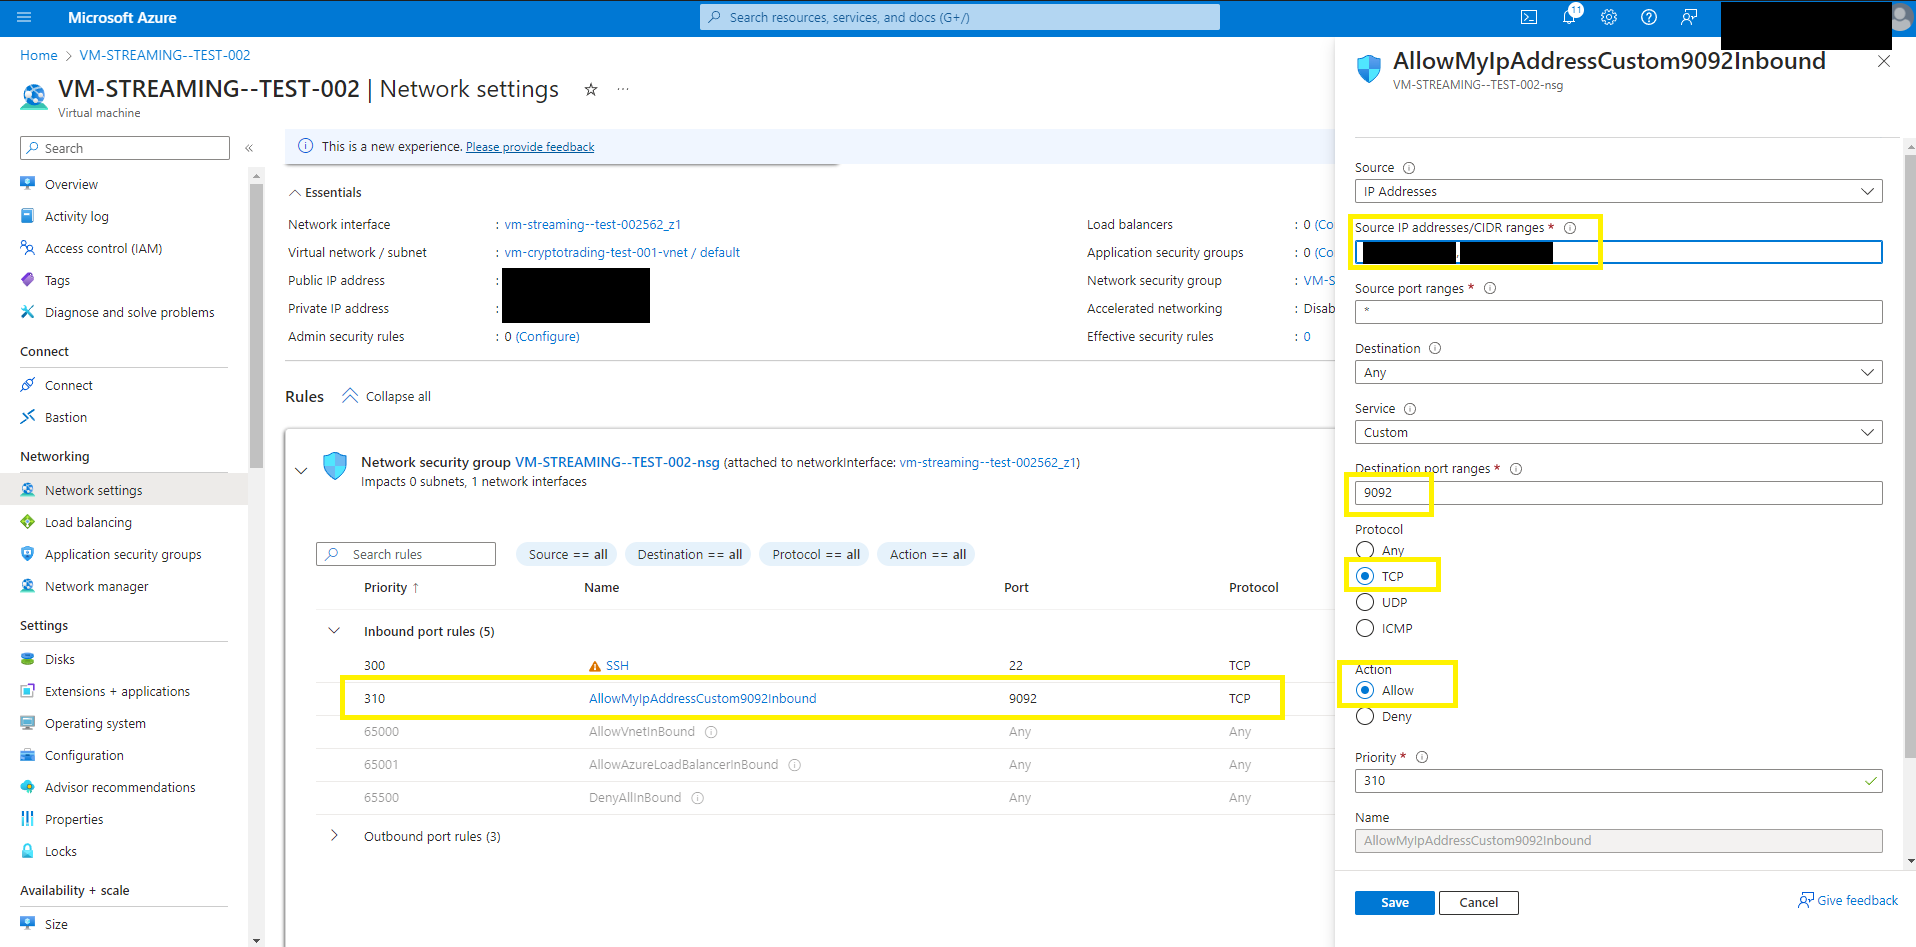 Microsoft Azure
Search resources, services, and docs (G+/)
11
Home > VM-STREAMING--TEST-002
VM-STREAMING--TEST-002 | Network settings
Virtual machine
Search
Overview
Activity log
Access control (IAM)
Tags
Diagnose and solve problems
Connect
Connect
Bastion
Networking
Network settings
Load balancing
Application security groups
Network manager
Settings
Disks
Extensions + applications
Operating system
Configuration
Advisor recommendations
Properties
Locks
Availability + scale
Size
This is a new experience. Please provide feedback
Essentials
Network interface : vm-streaming--test-002562_z1
Virtual network / subnet : vm-cryptotrading-test-001-vnet / default
Public IP address :
Private IP address :
Admin security rules : 0 (Configure)
Load balancers : 0 (Co
Application security groups : 0 (Co
Network security group : VM-S
Accelerated networking : Disab
Effective security rules : 0
Rules Collapse all
Network security group VM-STREAMING--TEST-002-nsg (attached to networkInterface: vm-streaming--test-002562_z1)
Impacts 0 subnets, 1 network interfaces
Search rules Source == all Destination == all Protocol == all Action == all
Priority ↑ Name Port Protocol
Inbound port rules (5)
300 SSH 22 TCP
310 AllowMyIpAddressCustom9092Inbound 9092 TCP
65000 AllowVnetInBound Any Any
65001 AllowAzureLoadBalancerInBound Any Any
65500 DenyAllInBound Any Any
Outbound port rules (3)
AllowMyIpAddressCustom9092Inbound
VM-STREAMING--TEST-002-nsg
Source
IP Addresses
Source IP addresses/CIDR ranges *
,
Source port ranges *
*
Destination
Any
Service
Custom
Destination port ranges *
9092
Protocol
Any
TCP
UDP
ICMP
Action
Allow
Deny
Priority *
310
Name
AllowMyIpAddressCustom9092Inbound
Save Cancel Give feedback